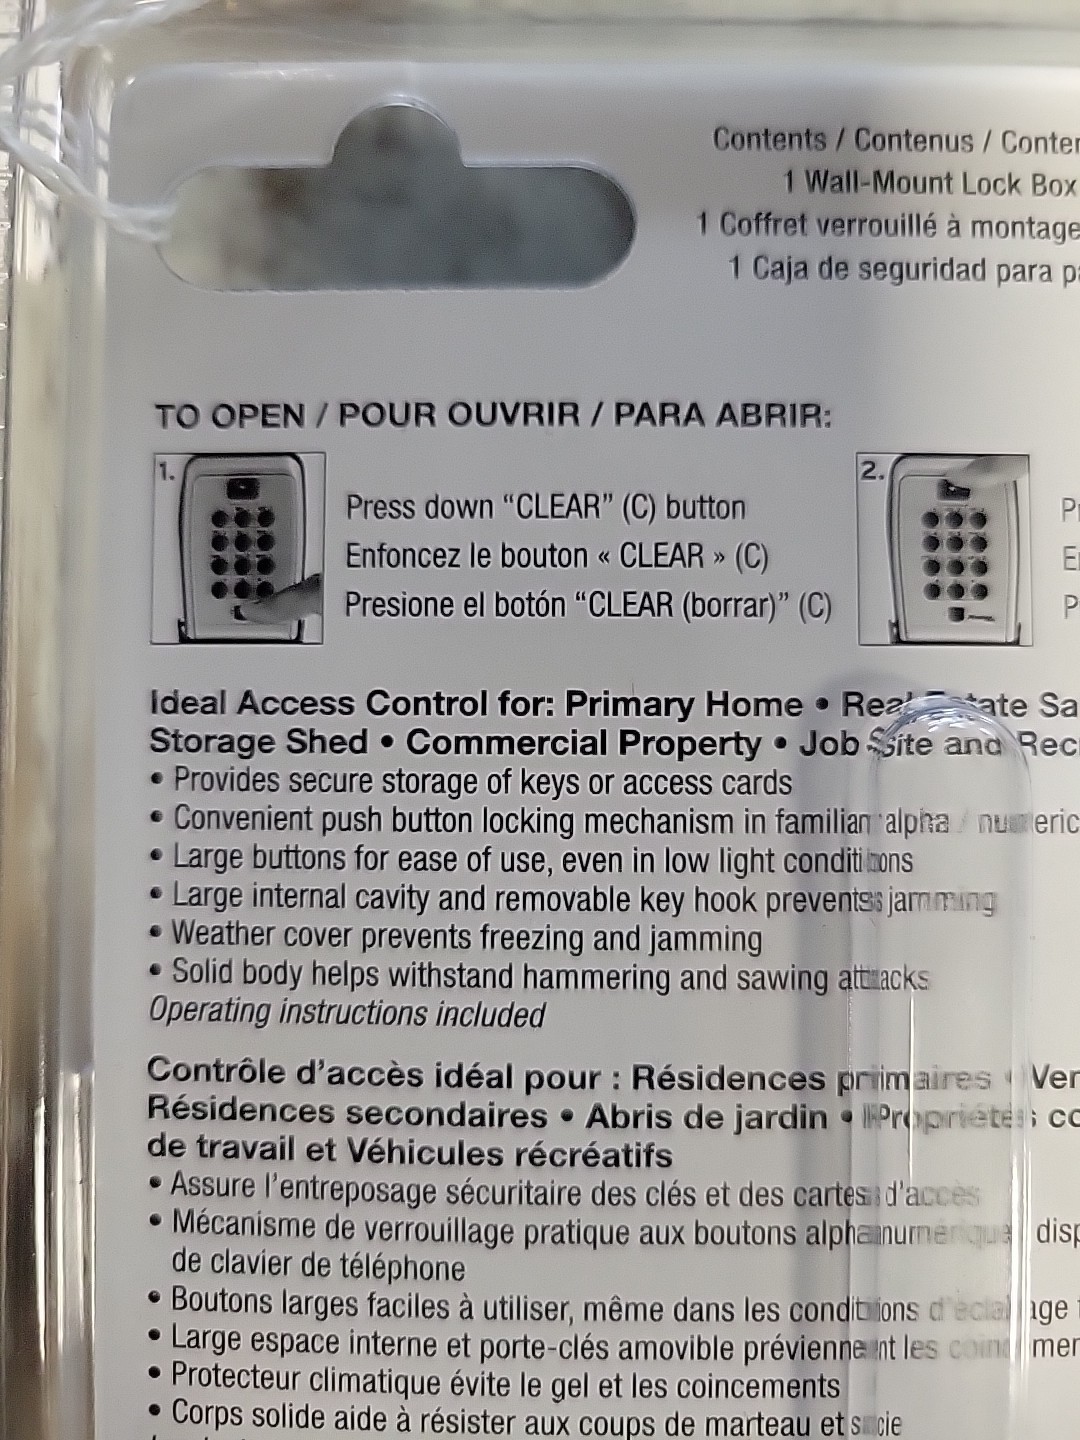 Contents / Contenus /
1 Wall-Mount Lock Box
1 Coffret verrouillé à montage
1 Caja de seguridad para
TO OPEN / POUR OUVRIR / PARA ABRIR:
1.
Press down “CLEAR” (C) button
Enfoncez le bouton « CLEAR » (C)
Presione el botón “CLEAR (borrar)” (C)
2.
Ideal Access Control for: Primary Home • Real Estate
Storage Shed • Commercial Property • Job Site and
• Provides secure storage of keys or access cards
• Convenient push button locking mechanism in familiar alpha / numeric
• Large buttons for ease of use, even in low light conditions
• Large internal cavity and removable key hook prevents jamming
• Weather cover prevents freezing and jamming
• Solid body helps withstand hammering and sawing attacks
Operating instructions included
Contrôle d’accès idéal pour : Résidences primaires •
Résidences secondaires • Abris de jardin • Propriétés
de travail et Véhicules récréatifs
• Assure l’entreposage sécuritaire des clés et des cartes d’accès
• Mécanisme de verrouillage pratique aux boutons alphanumériques
de clavier de téléphone
• Boutons larges faciles à utiliser, même dans les conditions d’éclairage
• Large espace interne et porte-clés amovible préviennent les
• Protecteur climatique évite le gel et les coincements
• Corps solide aide à résister aux coups de marteau et scie